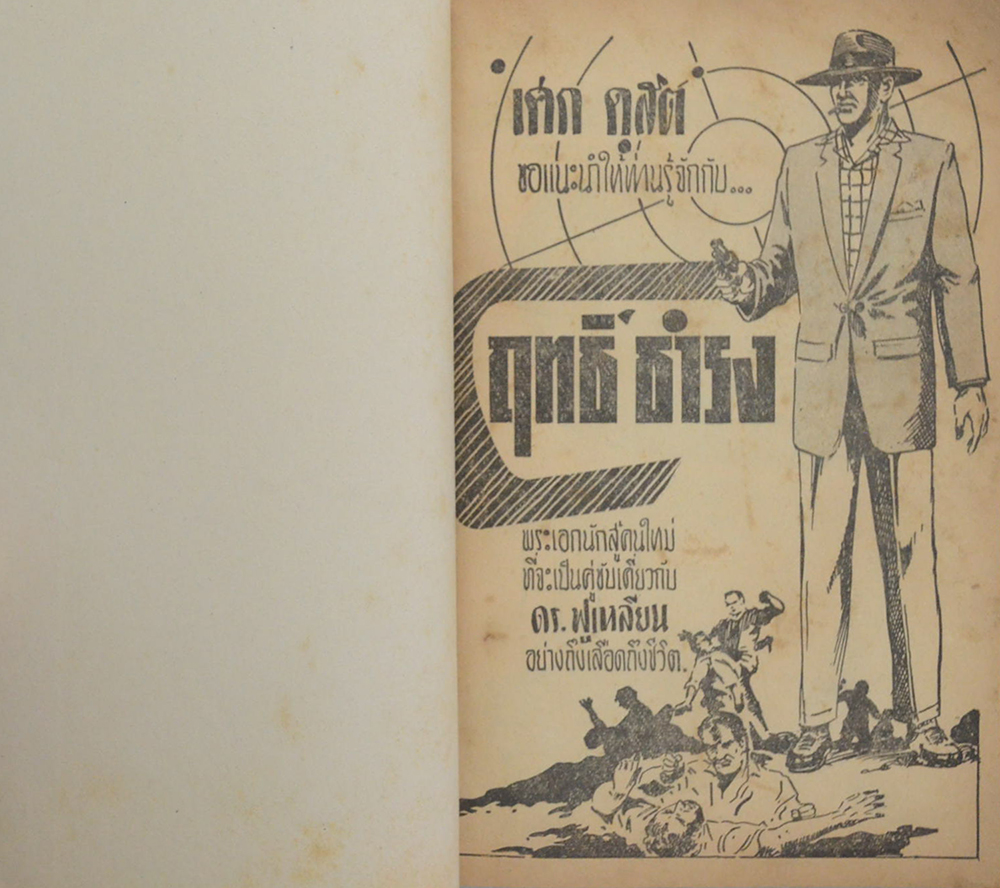 เศก ดุสิต
ขอแนะนำให้ท่านรู้จักกับ...
ฤทธิ์ ธำรง
พระเอกนักสู้คนใหม่
ที่จะเป็นคู่ขับเคี่ยวกับ
ดร. ฟูเหลียน
อย่างถึงเลือดถึงชีวิต.